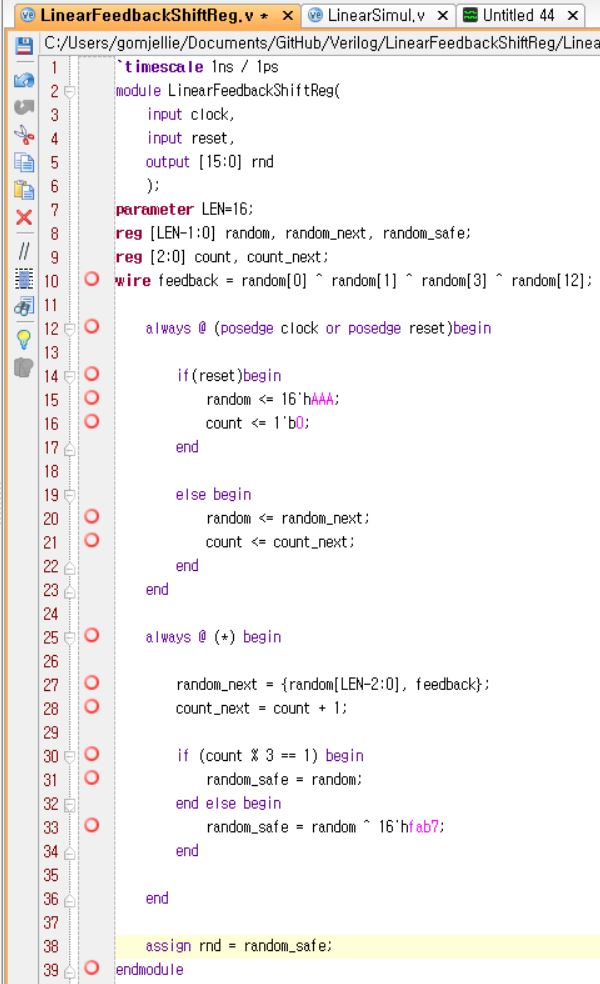 LinearFeedbackShiftReg.v * LinearSimul.v Untitled 44
C:/Users/gomjellie/Documents/GitHub/Verilog/LinearFeedbackShiftReg/Linea
1 `timescale 1ns / 1ps
2 module LinearFeedbackShiftReg(
3 input clock,
4 input reset,
5 output [15:0] rnd
6 );
7 parameter LEN=16;
8 reg [LEN-1:0] random, random_next, random_safe;
9 reg [2:0] count, count_next;
10 wire feedback = random[0] ^ random[1] ^ random[3] ^ random[12];
11
12 always @ (posedge clock or posedge reset)begin
13
14 if(reset)begin
15 random <= 16'hAAA;
16 count <= 1'b0;
17 end
18
19 else begin
20 random <= random_next;
21 count <= count_next;
22 end
23 end
24
25 always @ (*) begin
26
27 random_next = {random[LEN-2:0], feedback};
28 count_next = count + 1;
29
30 if (count % 3 == 1) begin
31 random_safe = random;
32 end else begin
33 random_safe = random ^ 16'hfab7;
34 end
35
36 end
37
38 assign rnd = random_safe;
39 endmodule